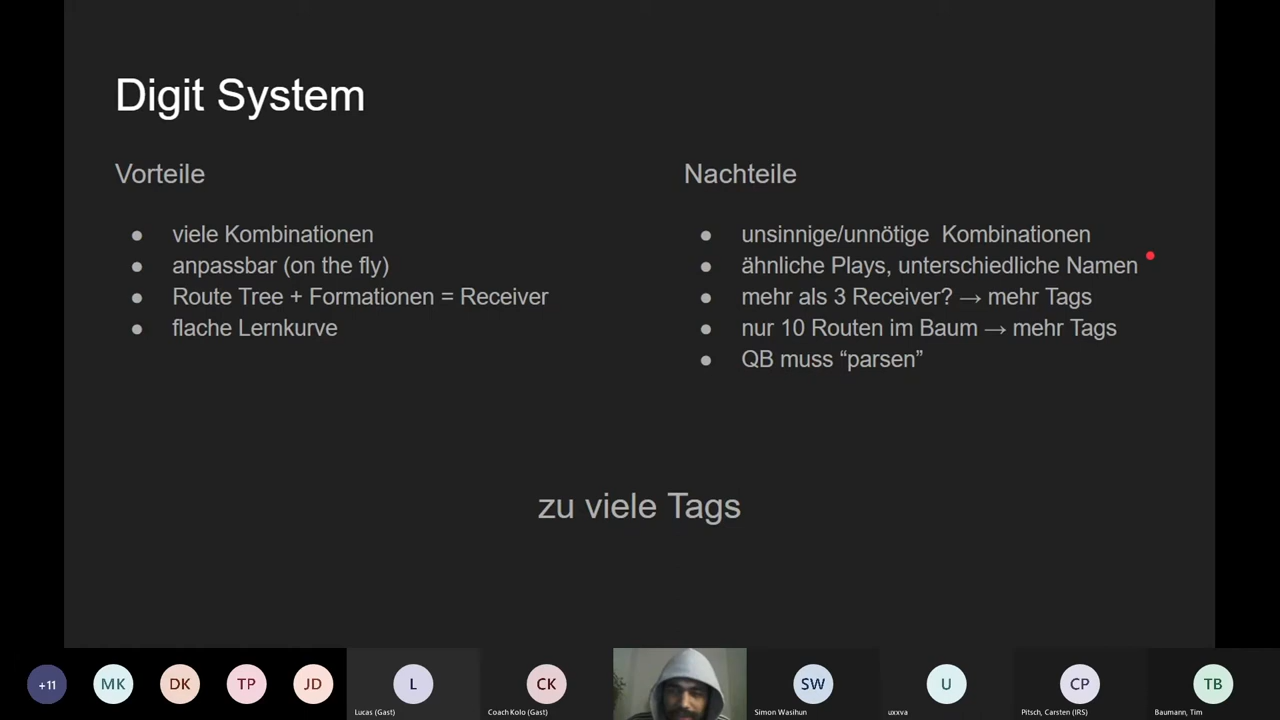 Digit System
Vorteile
● viele Kombinationen
● anpassbar (on the fly)
● Route Tree + Formationen = Receiver
● flache Lernkurve
Nachteile
● unsinnige/unnötige  Kombinationen
● ähnliche Plays, unterschiedliche Namen
● mehr als 3 Receiver? → mehr Tags
● nur 10 Routen im Baum → mehr Tags
● QB muss “parsen”
zu viele Tags
+11
MK
DK
TP
JD
L
Lucas (Gast)
CK
Coach Kolo (Gast)
SW
Simon Wasihun
U
uxxva
CP
Pitsch, Carsten (IRS)
TB
Baumann, Tim